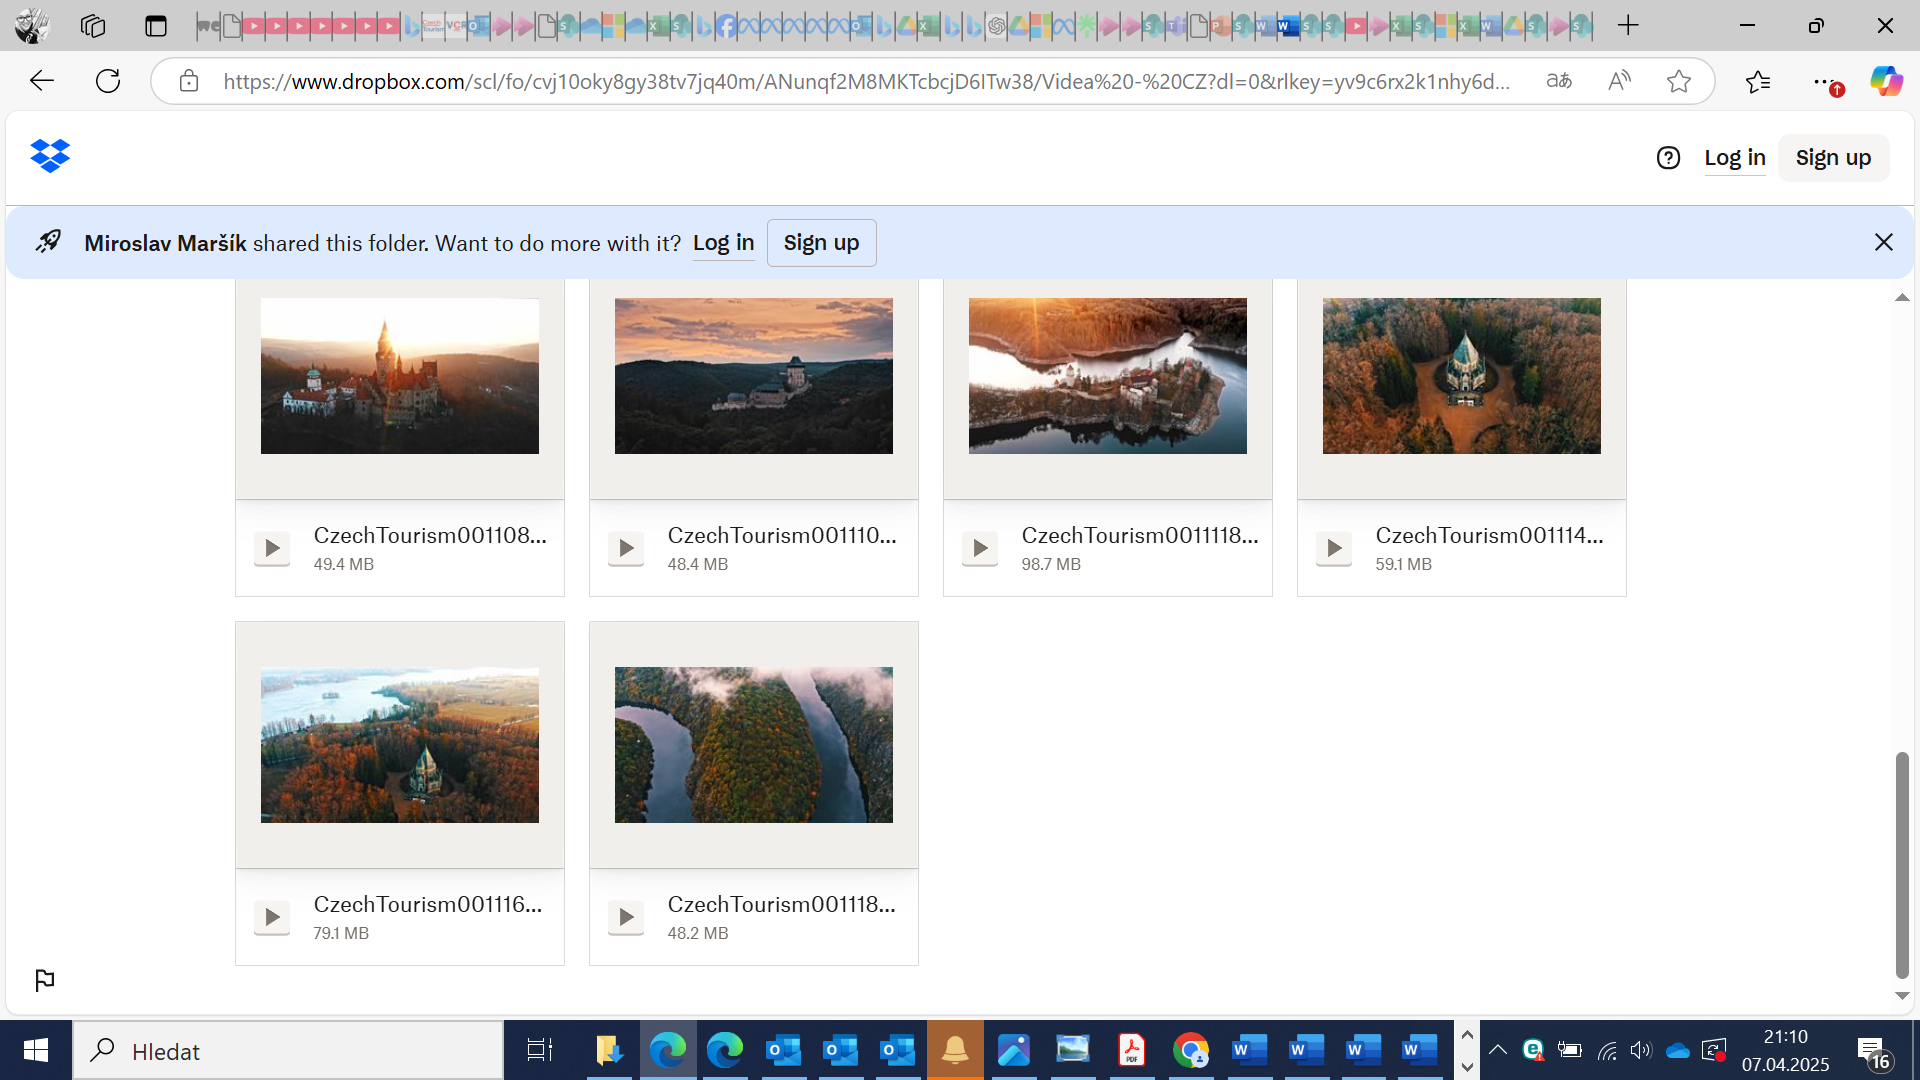 https://www.dropbox.com/scl/fo/cvj10oky8gy38tv7jq40m/ANunqf2M8MKTcbcjD6ITw38/Videa%20-%20CZ?dl=0&rlkey=yv9c6rx2k1nhy6d...
Log in
Sign up
Miroslav Maršík shared this folder. Want to do more with it? Log in Sign up
CzechTourism001108...
49.4 MB
CzechTourism001110...
48.4 MB
CzechTourism0011118...
98.7 MB
CzechTourism001114...
59.1 MB
CzechTourism001116...
79.1 MB
CzechTourism001118...
48.2 MB
Hledat
21:10
07.04.2025
16